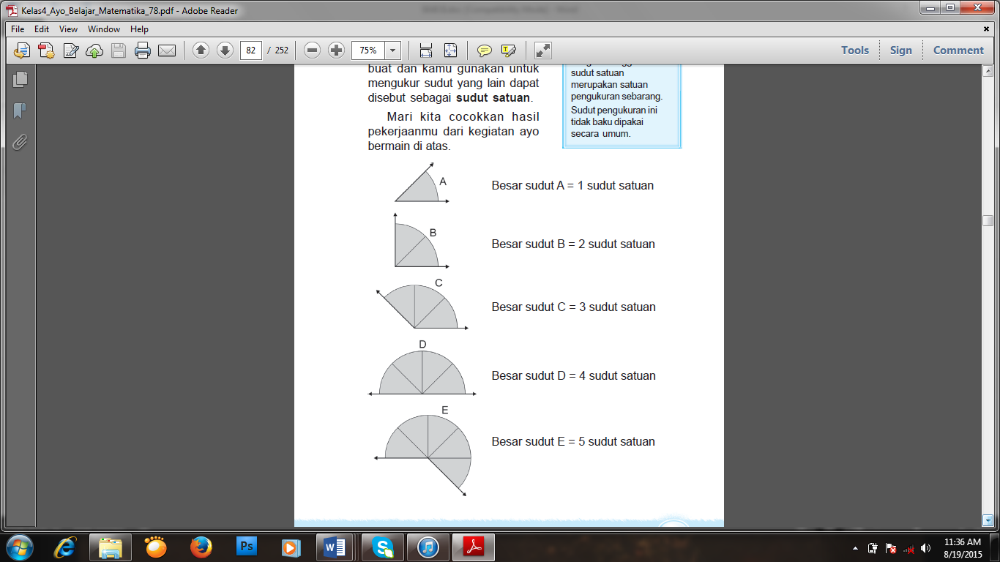 Kelas4_Ayo_Belajar_Matematika_78.pdf - Adobe Reader
File Edit View Window Help
82 / 252 75% Tools Sign Comment
buat dan kamu gunakan untuk
mengukur sudut yang lain dapat
disebut sebagai sudut satuan.
Mari kita cocokkan hasil
pekerjaanmu dari kegiatan ayo
bermain di atas.
sudut satuan
merupakan satuan
pengukuran sebarang.
Sudut pengukuran ini
tidak baku dipakai
secara umum.
A
Besar sudut A = 1 sudut satuan
B
Besar sudut B = 2 sudut satuan
C
Besar sudut C = 3 sudut satuan
D
Besar sudut D = 4 sudut satuan
E
Besar sudut E = 5 sudut satuan
Ps
W
S
11:36 AM
8/19/2015